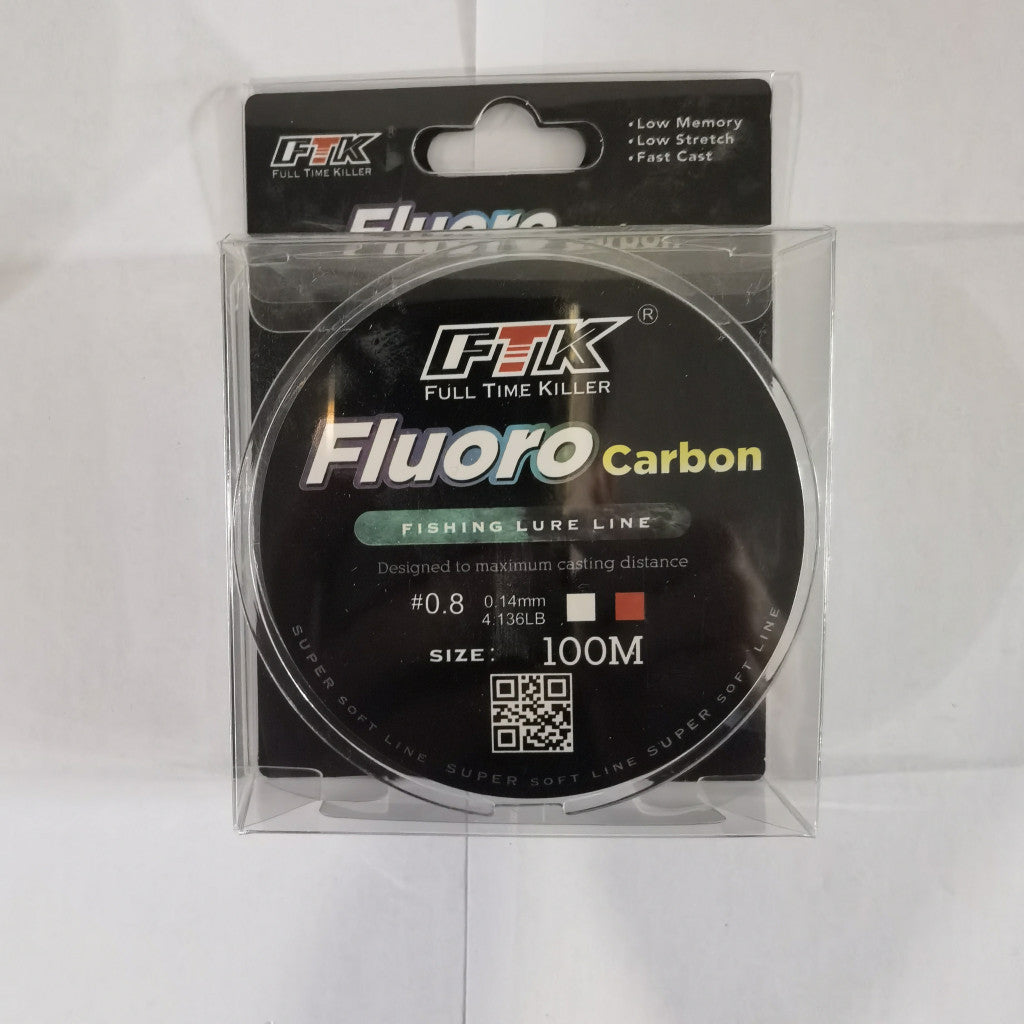 FTK
FULL TIME KILLER
• Low Memory
• Low Stretch
• Fast Cast
Fluoro Carbon
FTK ®
FULL TIME KILLER
Fluoro Carbon
FISHING LURE LINE
Designed to maximum casting distance
#0.8 0.14mm
4.136LB
SIZE: 100M
SUPER SOFT LINE SUPER SOFT LINE SUPER SOFT LINE